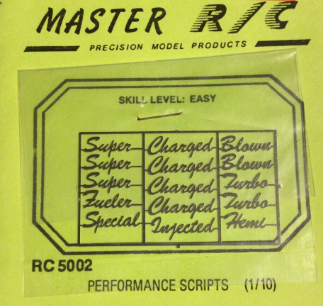 MASTER R/C
PRECISION MODEL PRODUCTS
SKILL LEVEL: EASY
Super Charged Blown
Super Charged Blown
Super Charged Turbo
Fueler Charged Turbo
Special Injected Hemi
RC 5002
PERFORMANCE SCRIPTS (1/10)